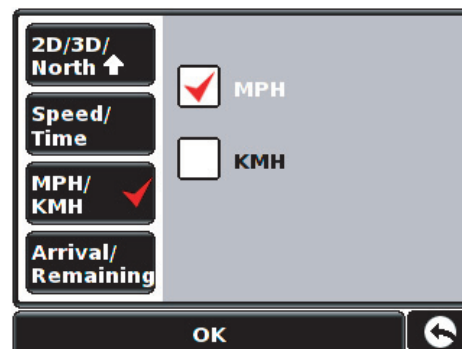 2D/3D/
North
Speed/
Time
MPH/
KMH
Arrival/
Remaining
MPH
KMH
OK